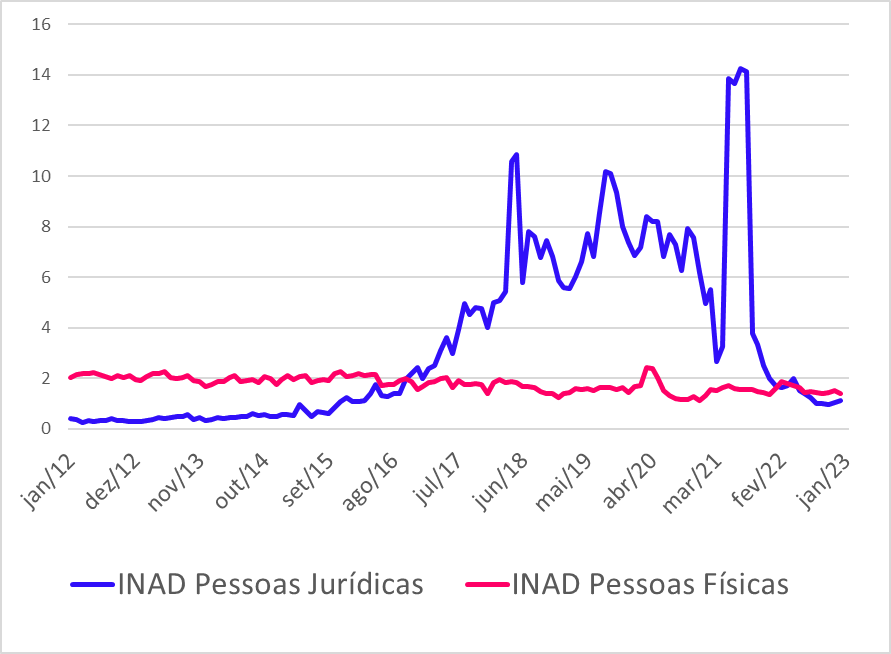 16
14
12
10
8
6
4
2
0
jan/12
dez/12
nov/13
out/14
set/15
ago/16
jul/17
jun/18
mai/19
abr/20
mar/21
fev/22
jan/23
INAD Pessoas Jurídicas
INAD Pessoas Físicas